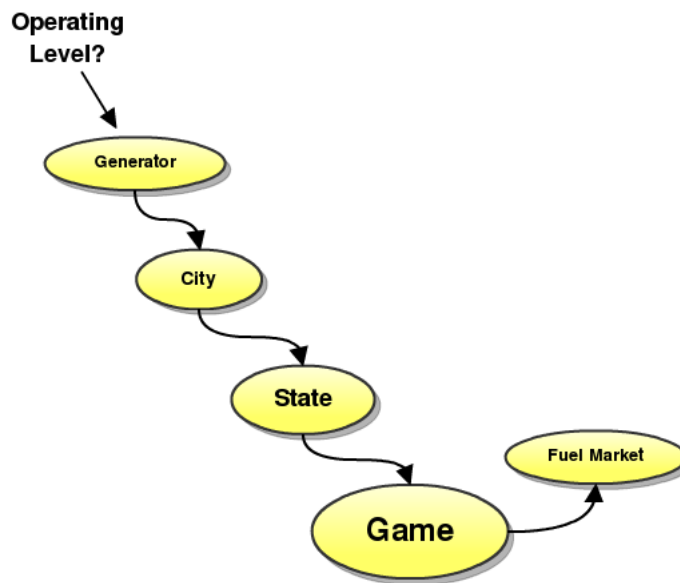 Operating
Level?
Generator
City
State
Fuel Market
Game